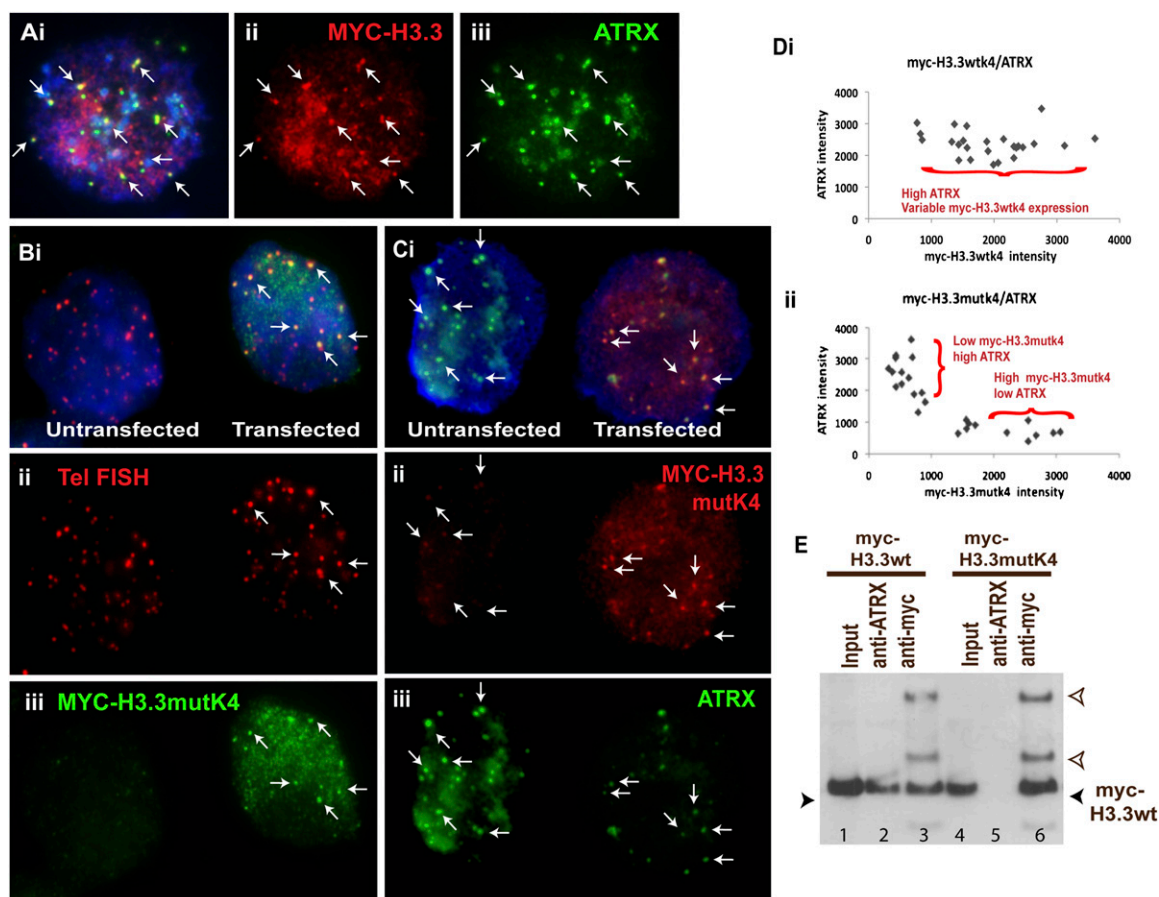 Ai
ii
MYC-H3.3
iii
ATRX
Bi
Untransfected
Transfected
Ci
Untransfected
Transfected
ii
Tel FISH
ii
MYC-H3.3
mutK4
iii
MYC-H3.3mutK4
iii
ATRX
Di
myc-H3.3wtk4/ATRX
ATRX intensity
4000
3000
2000
1000
0
High ATRX
Variable myc-H3.3wtk4 expression
0 1000 2000 3000 4000
myc-H3.3wtk4 intensity
ii
myc-H3.3mutk4/ATRX
ATRX intensity
4000
3000
2000
1000
0
Low myc-H3.3mutk4
high ATRX
High myc-H3.3mutk4
low ATRX
0 1000 2000 3000 4000
myc-H3.3mutk4 intensity
E
myc-
H3.3wt
myc-
H3.3mutK4
Input
anti-ATRX
anti-myc
Input
anti-ATRX
anti-myc
myc-
H3.3wt
1 2 3 4 5 6